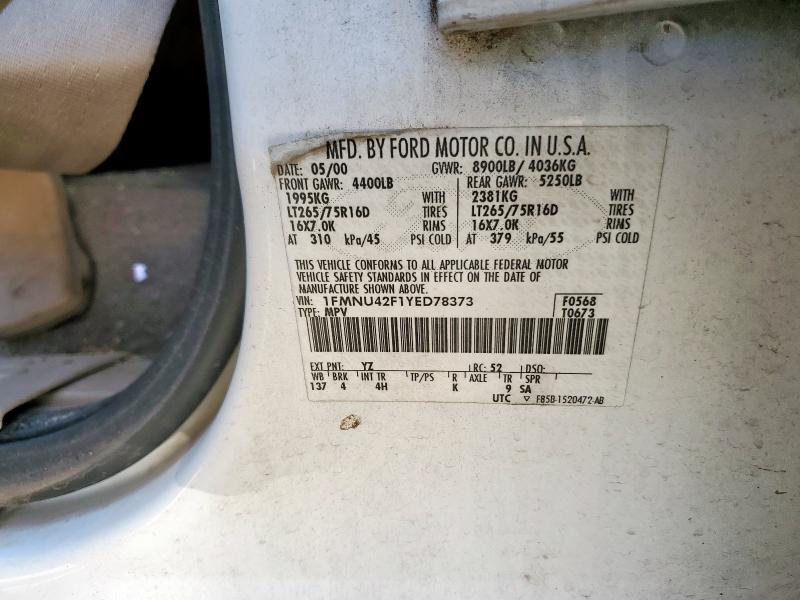 MFD. BY FORD MOTOR CO. IN U.S.A.
DATE: 05/00 GVWR: 8900LB/ 4036KG
FRONT GAWR: 4400LB REAR GAWR: 5250LB
1995KG WITH 2381KG WITH
LT265/75R16D TIRES LT265/75R16D TIRES
16X7.0K RIMS 16X7.0K RIMS
AT 310 kPa/45 PSI COLD AT 379 kPa/55 PSI COLD
THIS VEHICLE CONFORMS TO ALL APPLICABLE FEDERAL MOTOR
VEHICLE SAFETY STANDARDS IN EFFECT ON THE DATE OF
MANUFACTURE SHOWN ABOVE.
VIN: 1FMNU42F1YED78373 F0568
TYPE: MPV T0673
EXT PNT: YZ RC: 52 DSO:
WB BRK INT TR TP/PS R AXLE TR SPR
137 4 4H K 9 SA
UTC F85B-1520472-AB